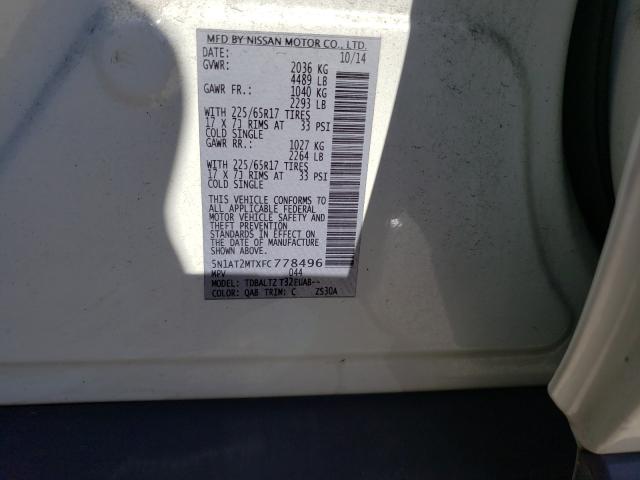 MFD BY NISSAN MOTOR CO., LTD.
DATE: 10/14
GVWR: 2036 KG
4489 LB
GAWR FR.: 1040 KG
2293 LB
WITH 225/65R17 TIRES
17 X 7J RIMS AT 33 PSI
COLD SINGLE
GAWR RR.: 1027 KG
2264 LB
WITH 225/65R17 TIRES
17 X 7J RIMS AT 33 PSI
COLD SINGLE
THIS VEHICLE CONFORMS TO
ALL APPLICABLE FEDERAL
MOTOR VEHICLE SAFETY AND
THEFT PREVENTION
STANDARDS IN EFFECT ON
THE DATE OF MANUFACTURE
SHOWN ABOVE.
5N1AT2MTXFC778496
MPV 044
MODEL: TDBALTZ T32EUAB--
COLOR: QAB TRIM: C ZS30A